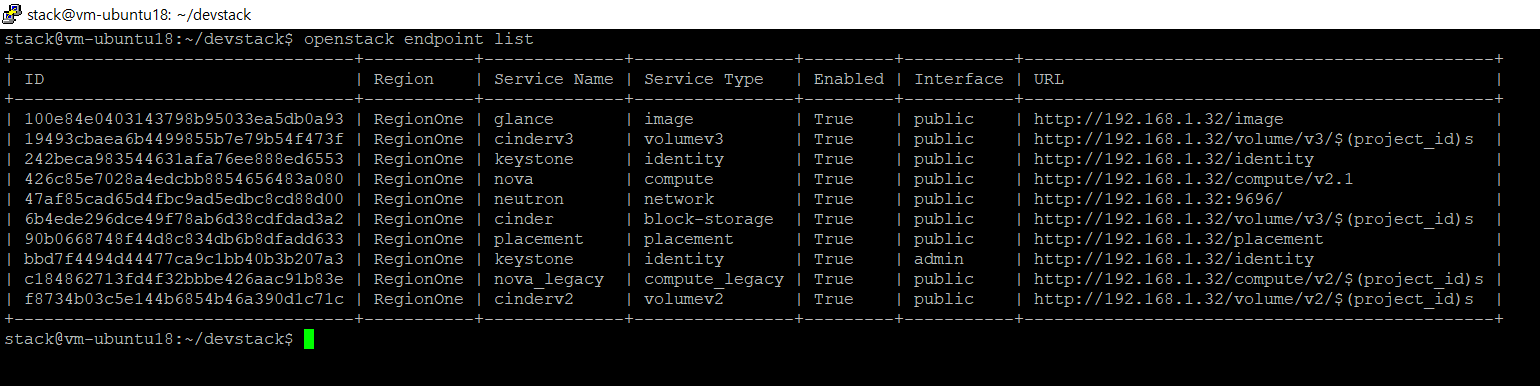 stack@vm-ubuntu18: ~/devstack
stack@vm-ubuntu18:~/devstack$ openstack endpoint list
+----------------------------------+-----------+--------------+----------------+---------+-----------+-----------------------------------------------+
| ID                               | Region    | Service Name | Service Type   | Enabled | Interface | URL                                           |
+----------------------------------+-----------+--------------+----------------+---------+-----------+-----------------------------------------------+
| 100e84e0403143798b95033ea5db0a93 | RegionOne | glance       | image          | True    | public    | http://192.168.1.32/image                     |
| 19493cbaea6b4499855b7e79b54f473f | RegionOne | cinderv3     | volumev3       | True    | public    | http://192.168.1.32/volume/v3/$(project_id)s  |
| 242beca983544631afa76ee888ed6553 | RegionOne | keystone     | identity       | True    | public    | http://192.168.1.32/identity                  |
| 426c85e7028a4edcbb8854656483a080 | RegionOne | nova         | compute        | True    | public    | http://192.168.1.32/compute/v2.1              |
| 47af85cad65d4fbc9ad5edbc8cd88d00 | RegionOne | neutron      | network        | True    | public    | http://192.168.1.32:9696/                     |
| 6b4ede296dce49f78ab6d38cdfdad3a2 | RegionOne | cinder       | block-storage  | True    | public    | http://192.168.1.32/volume/v3/$(project_id)s  |
| 90b0668748f44d8c834db6b8dfadd633 | RegionOne | placement    | placement      | True    | public    | http://192.168.1.32/placement                 |
| bbd7f4494d44477ca9c1bb40b3b207a3 | RegionOne | keystone     | identity       | True    | admin     | http://192.168.1.32/identity                  |
| c184862713fd4f32bbbe426aac91b83e | RegionOne | nova_legacy  | compute_legacy | True    | public    | http://192.168.1.32/compute/v2/$(project_id)s |
| f8734b03c5e144b6854b46a390d1c71c | RegionOne | cinderv2     | volumev2       | True    | public    | http://192.168.1.32/volume/v2/$(project_id)s  |
+----------------------------------+-----------+--------------+----------------+---------+-----------+-----------------------------------------------+
stack@vm-ubuntu18:~/devstack$